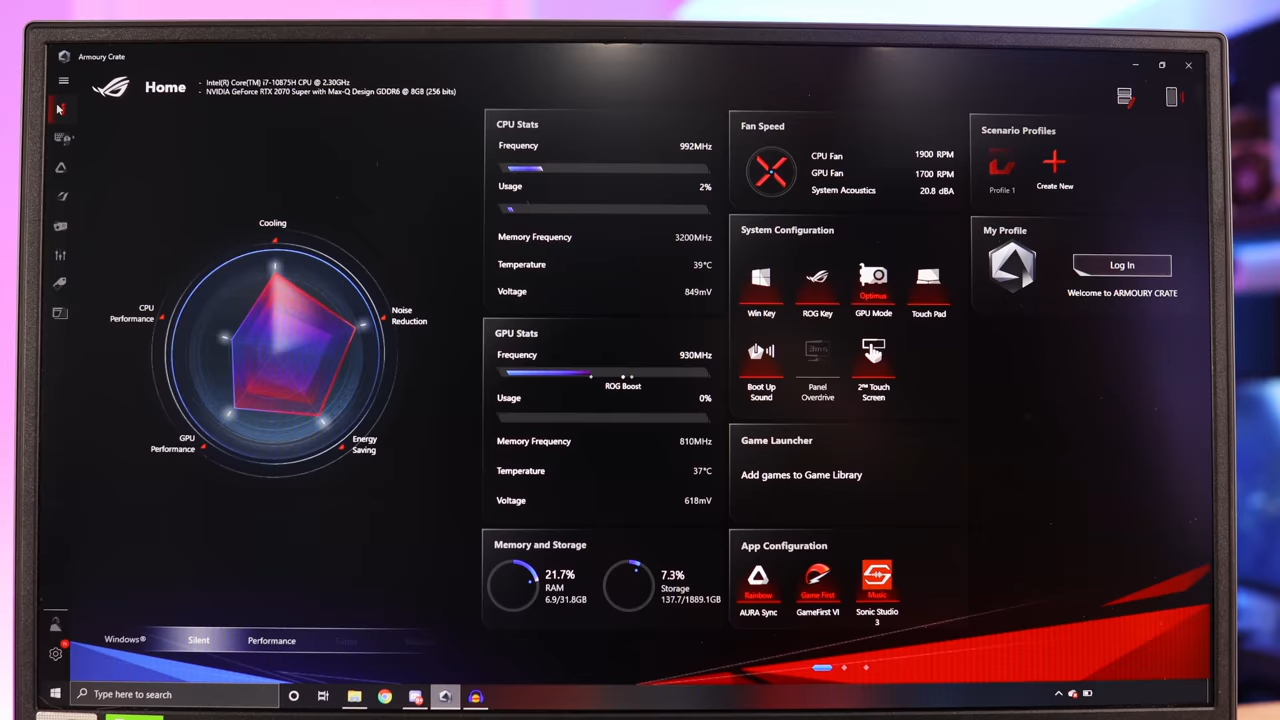 Armoury Crate
Home
- Intel(R) Core(TM) i7-10875H CPU @ 2.30GHz
- NVIDIA GeForce RTX 2070 Super with Max-Q Design GDDR6 @ 8GB (256 bits)
Cooling
CPU
Performance
Noise
Reduction
GPU
Performance
Energy
Saving
Windows®
Silent
Performance
CPU Stats
Frequency 992MHz
Usage 2%
Memory Frequency 3200MHz
Temperature 39°C
Voltage 849mV
GPU Stats
Frequency 930MHz
ROG Boost
Usage 0%
Memory Frequency 810MHz
Temperature 37°C
Voltage 618mV
Memory and Storage
21.7%
RAM
6.9/31.8GB
7.3%
Storage
137.7/1889.1GB
Fan Speed
CPU Fan 1900 RPM
GPU Fan 1700 RPM
System Acoustics 20.8 dBA
System Configuration
Win Key
ROG Key
Optimus
GPU Mode
Touch Pad
Boot Up
Sound
3ms
Panel
Overdrive
2ND Touch
Screen
Game Launcher
Add games to Game Library
App Configuration
Rainbow
AURA Sync
Game First
GameFirst VI
Music
Sonic Studio
3
Scenario Profiles
Profile 1
Create New
My Profile
Log In
Welcome to ARMOURY CRATE
Type here to search